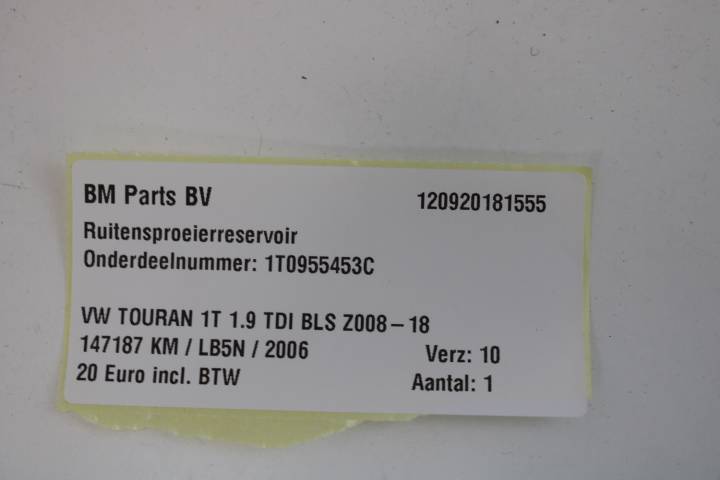 BM Parts BV 120920181555
Ruitensproeierreservoir
Onderdeelnummer: 1T0955453C
VW TOURAN 1T 1.9 TDI BLS Z008-18
147187 KM / LB5N / 2006 Verz: 10
20 Euro incl. BTW Aantal: 1